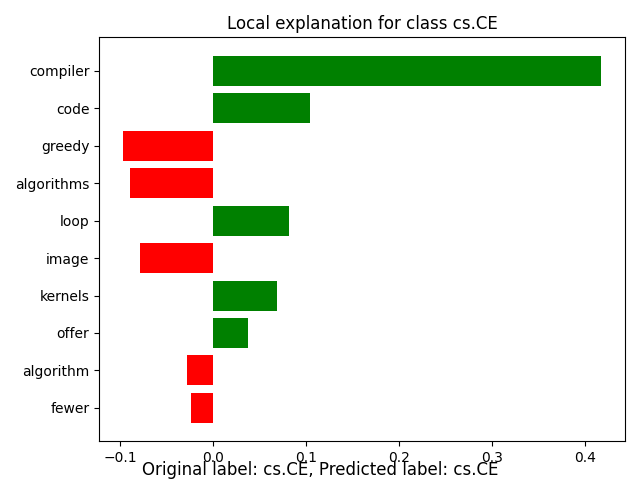 Local explanation for class cs.CE
compiler
code
greedy
algorithms
loop
image
kernels
offer
algorithm
fewer
−0.1 0.0 0.1 0.2 0.3 0.4
Original label: cs.CE, Predicted label: cs.CE